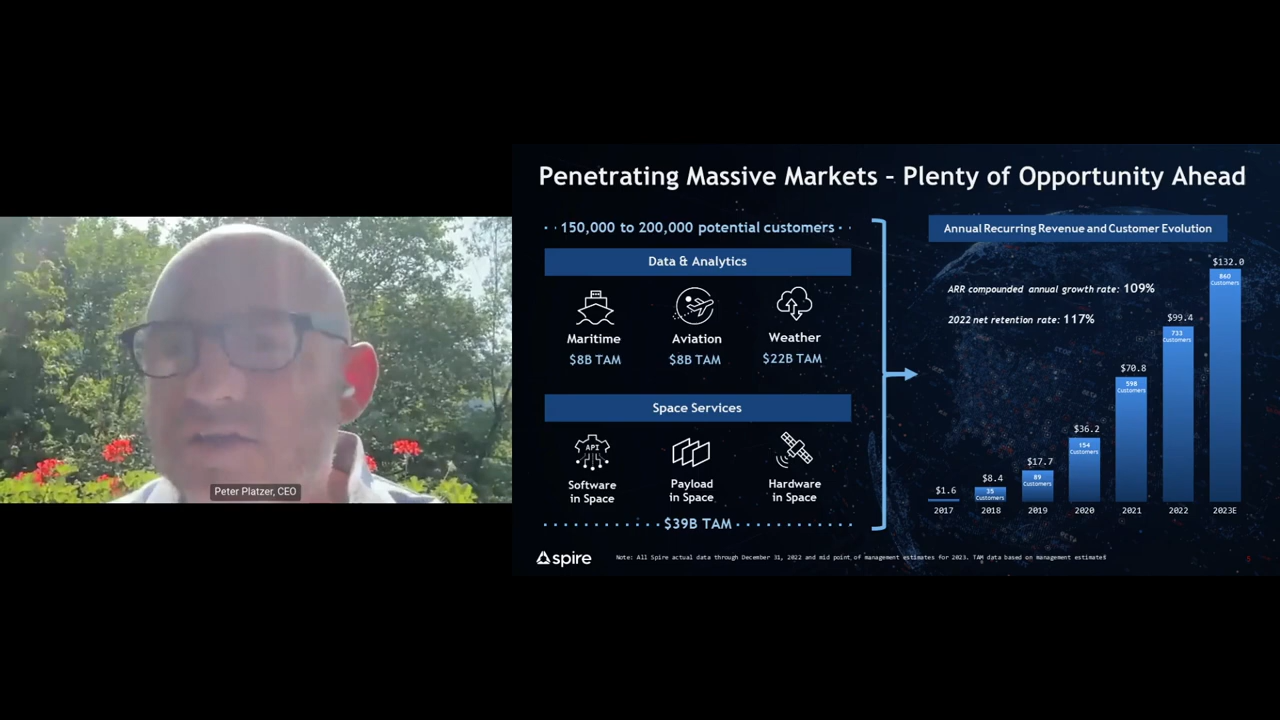 Penetrating Massive Markets – Plenty of Opportunity Ahead
150,000 to 200,000 potential customers
Data & Analytics
Maritime
$8B TAM
Aviation
$8B TAM
Weather
$22B TAM
Space Services
API
Software
in Space
Payload
in Space
Hardware
in Space
$39B TAM
Annual Recurring Revenue and Customer Evolution
ARR compounded annual growth rate: 109%
2022 net retention rate: 117%
$1.6
2017
$8.4
35
Customers
2018
$17.7
89
Customers
2019
$36.2
154
Customers
2020
$70.8
598
Customers
2021
$99.4
733
Customers
2022
$132.0
860
Customers
2023E
spire
Note: All Spire actual data through December 31, 2022 and mid point of management estimates for 2023. TAM data based on management estimates
Peter Platzer, CEO